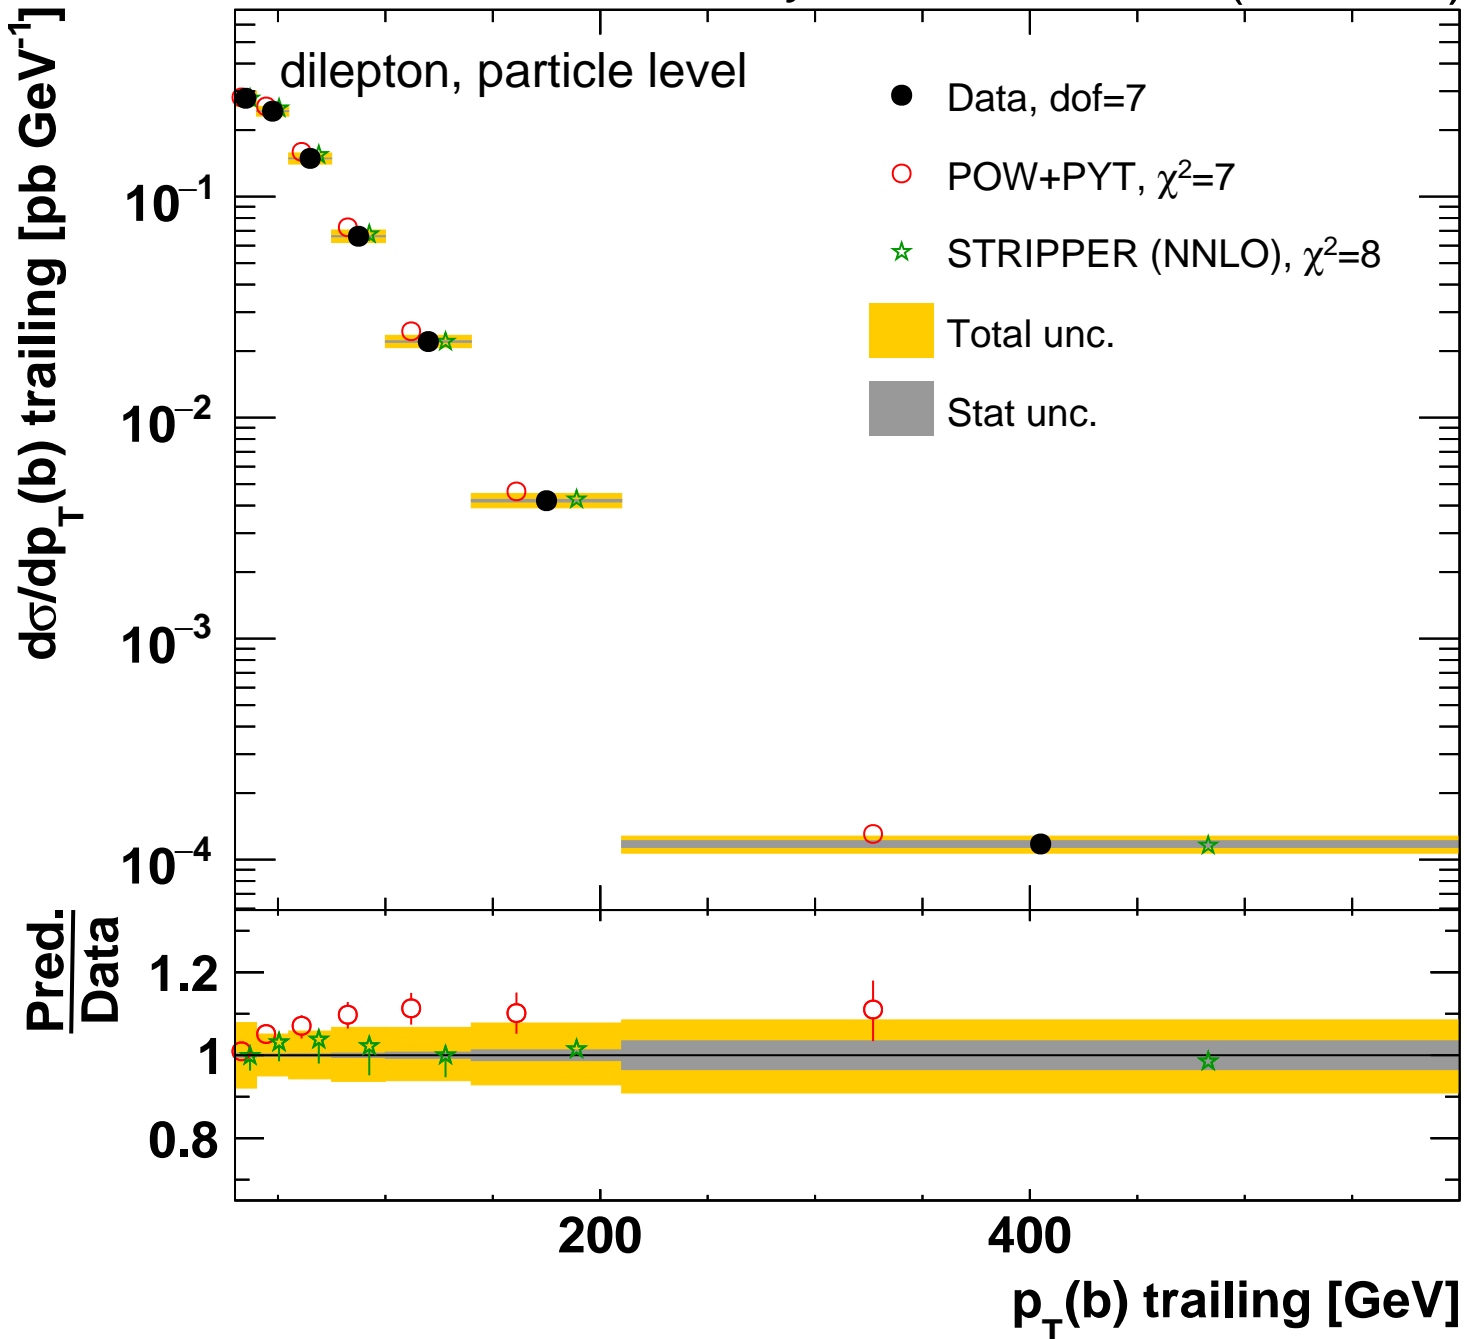 dσ/dp_T(b) trailing [pb GeV⁻¹]
dilepton, particle level
Data, dof=7
POW+PYT, χ²=7
STRIPPER (NNLO), χ²=8
Total unc.
Stat unc.
10⁻¹
10⁻²
10⁻³
10⁻⁴
Pred.
Data
1.2
1
0.8
200
400
p_T(b) trailing [GeV]